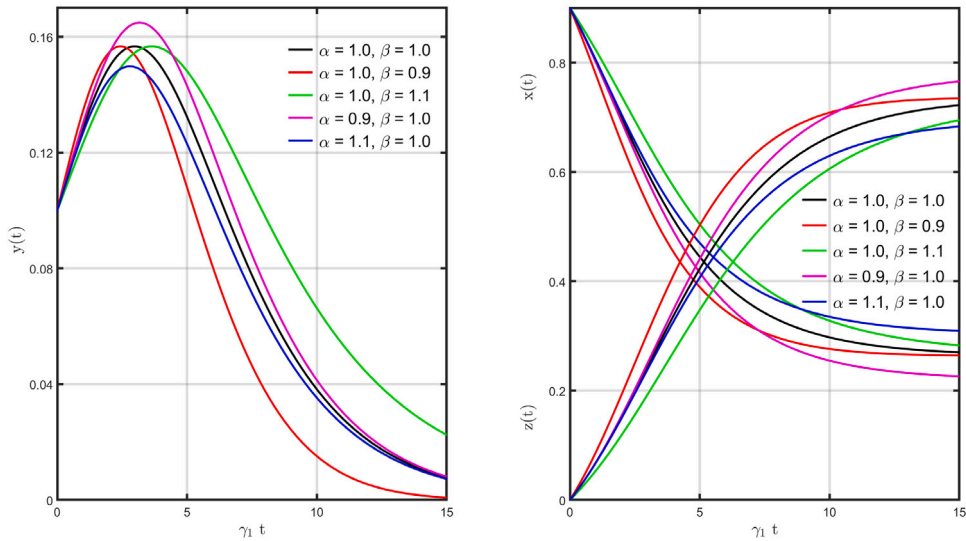 0.16
0.12
0.08
0.04
0
y(t)
0
5
10
15
γ₁ t
α = 1.0, β = 1.0
α = 1.0, β = 0.9
α = 1.0, β = 1.1
α = 0.9, β = 1.0
α = 1.1, β = 1.0
0.8
0.6
0.4
0.2
0
x(t)
z(t)
0
5
10
15
γ₁ t
α = 1.0, β = 1.0
α = 1.0, β = 0.9
α = 1.0, β = 1.1
α = 0.9, β = 1.0
α = 1.1, β = 1.0